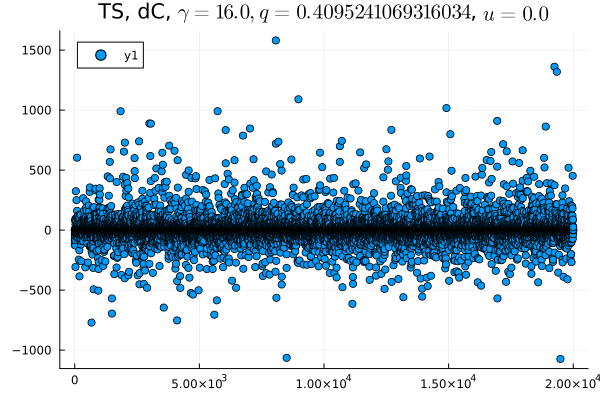 TS, dC, γ = 16.0, q = 0.4095241069316034, u = 0.0
y1
1500
1000
500
0
−500
−1000
0 5.00×10³ 1.00×10⁴ 1.50×10⁴ 2.00×10⁴